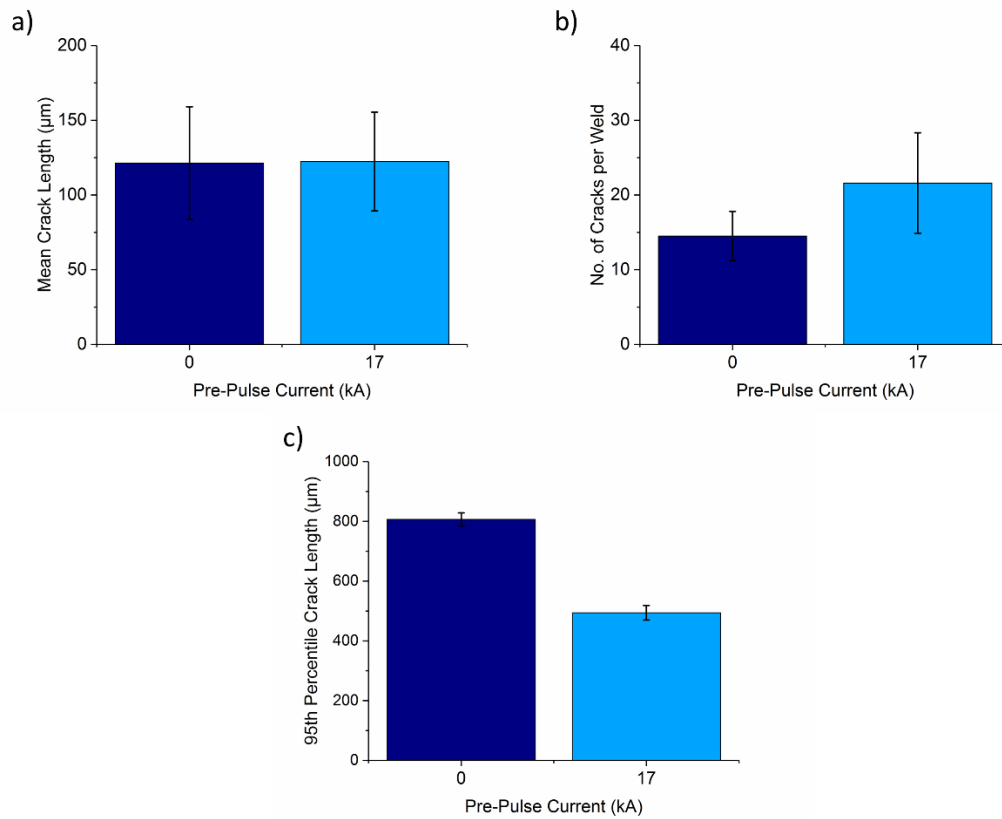 a)
200
150
100
50
0
Mean Crack Length (µm)
0 17
Pre-Pulse Current (kA)
b)
40
30
20
10
0
No. of Cracks per Weld
0 17
Pre-Pulse Current (kA)
c)
1000
800
600
400
200
0
95th Percentile Crack Length (µm)
0 17
Pre-Pulse Current (kA)